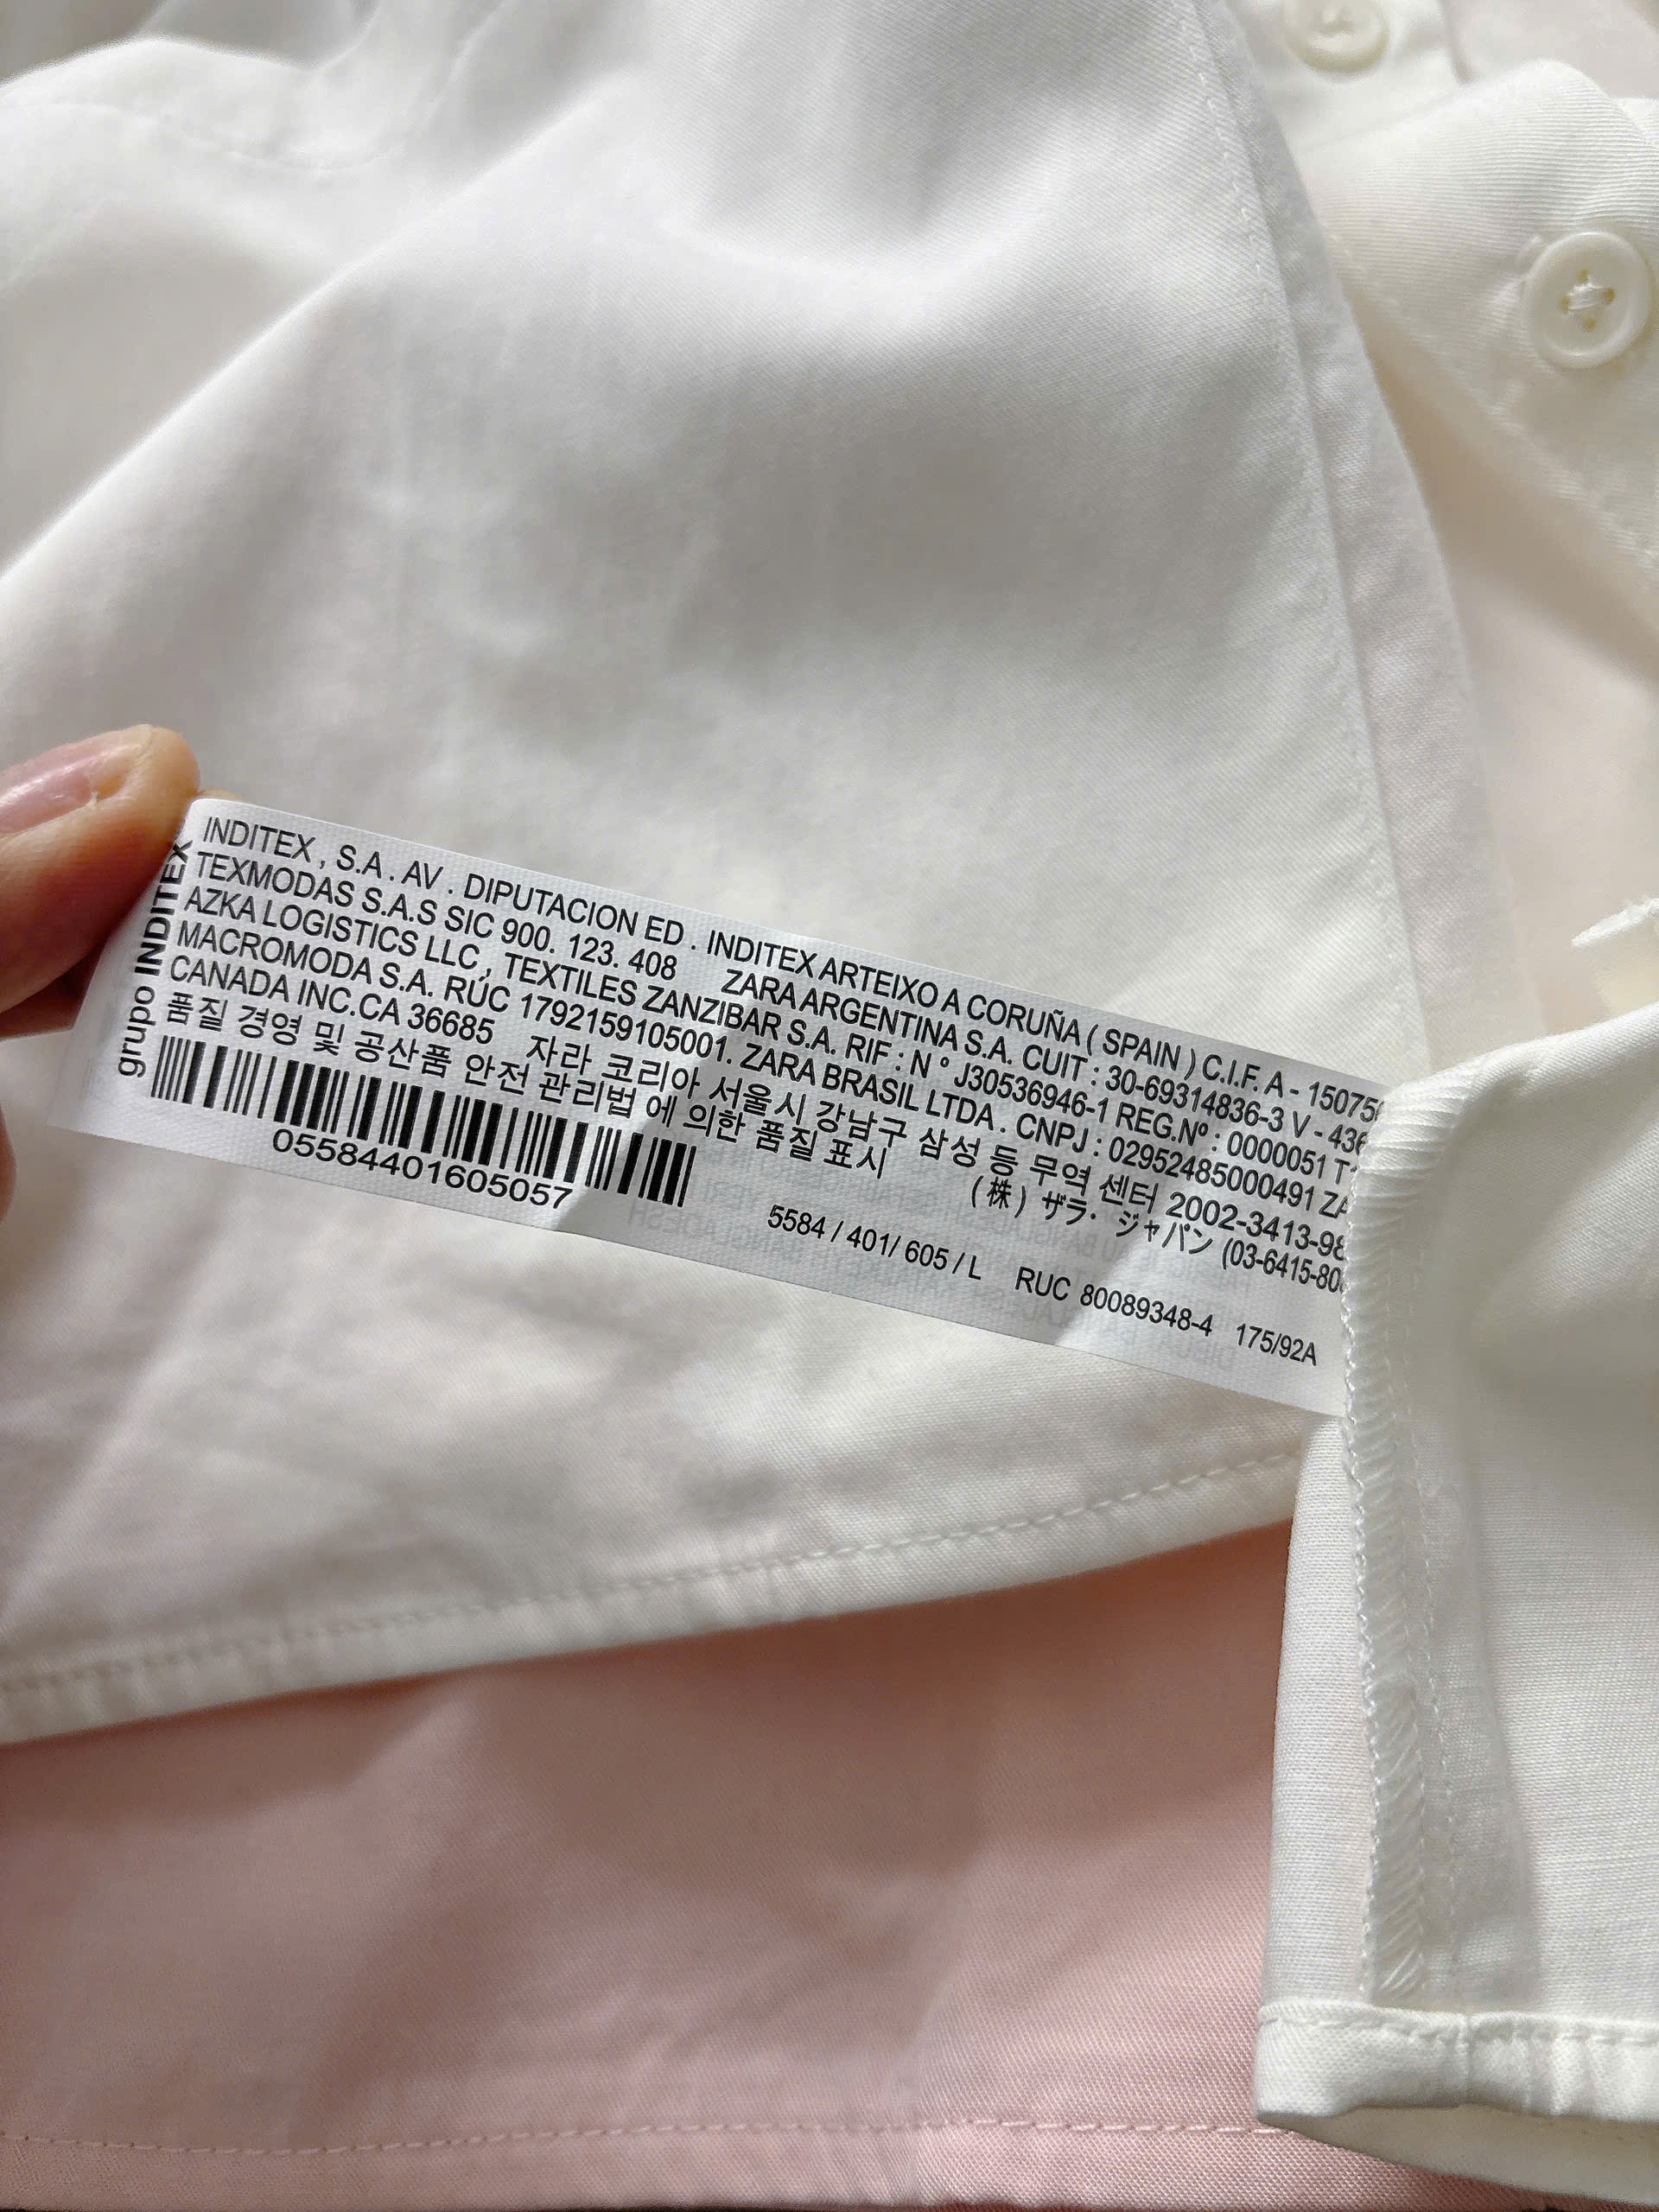 grupo INDITEX
INDITEX , S.A . AV . DIPUTACION ED . INDITEX ARTEIXO A CORUÑA ( SPAIN ) C.I.F. A - 15075
TEXMODAS S.A.S SIC 900. 123. 408 ZARA ARGENTINA S.A. CUIT : 30-69314836-3 V - 436
AZKA LOGISTICS LLC , TEXTILES ZANZIBAR S.A. RIF : N ° J30536946-1 REG.Nº : 0000051 T
MACROMODA S.A. RÚC 1792159105001. ZARA BRASIL LTDA . CNPJ : 02952485000491 ZA
CANADA INC.CA 36685 자라 코리아 서울시 강남구 삼성 등 무역 센터 2002-3413-98
품질 경영 및 공산품 안전 관리법 에 의한 품질 표시 (株) ザラ・ジャパン (03-6415-80
05584401605057
5584 / 401/ 605 / L RUC 80089348-4 175/92A